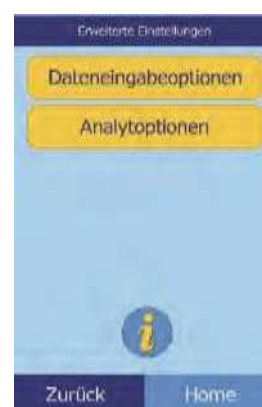 Erweiterte Einstellungen
Dateneingabeoptionen
Analytoptionen
i
Zurück
Home